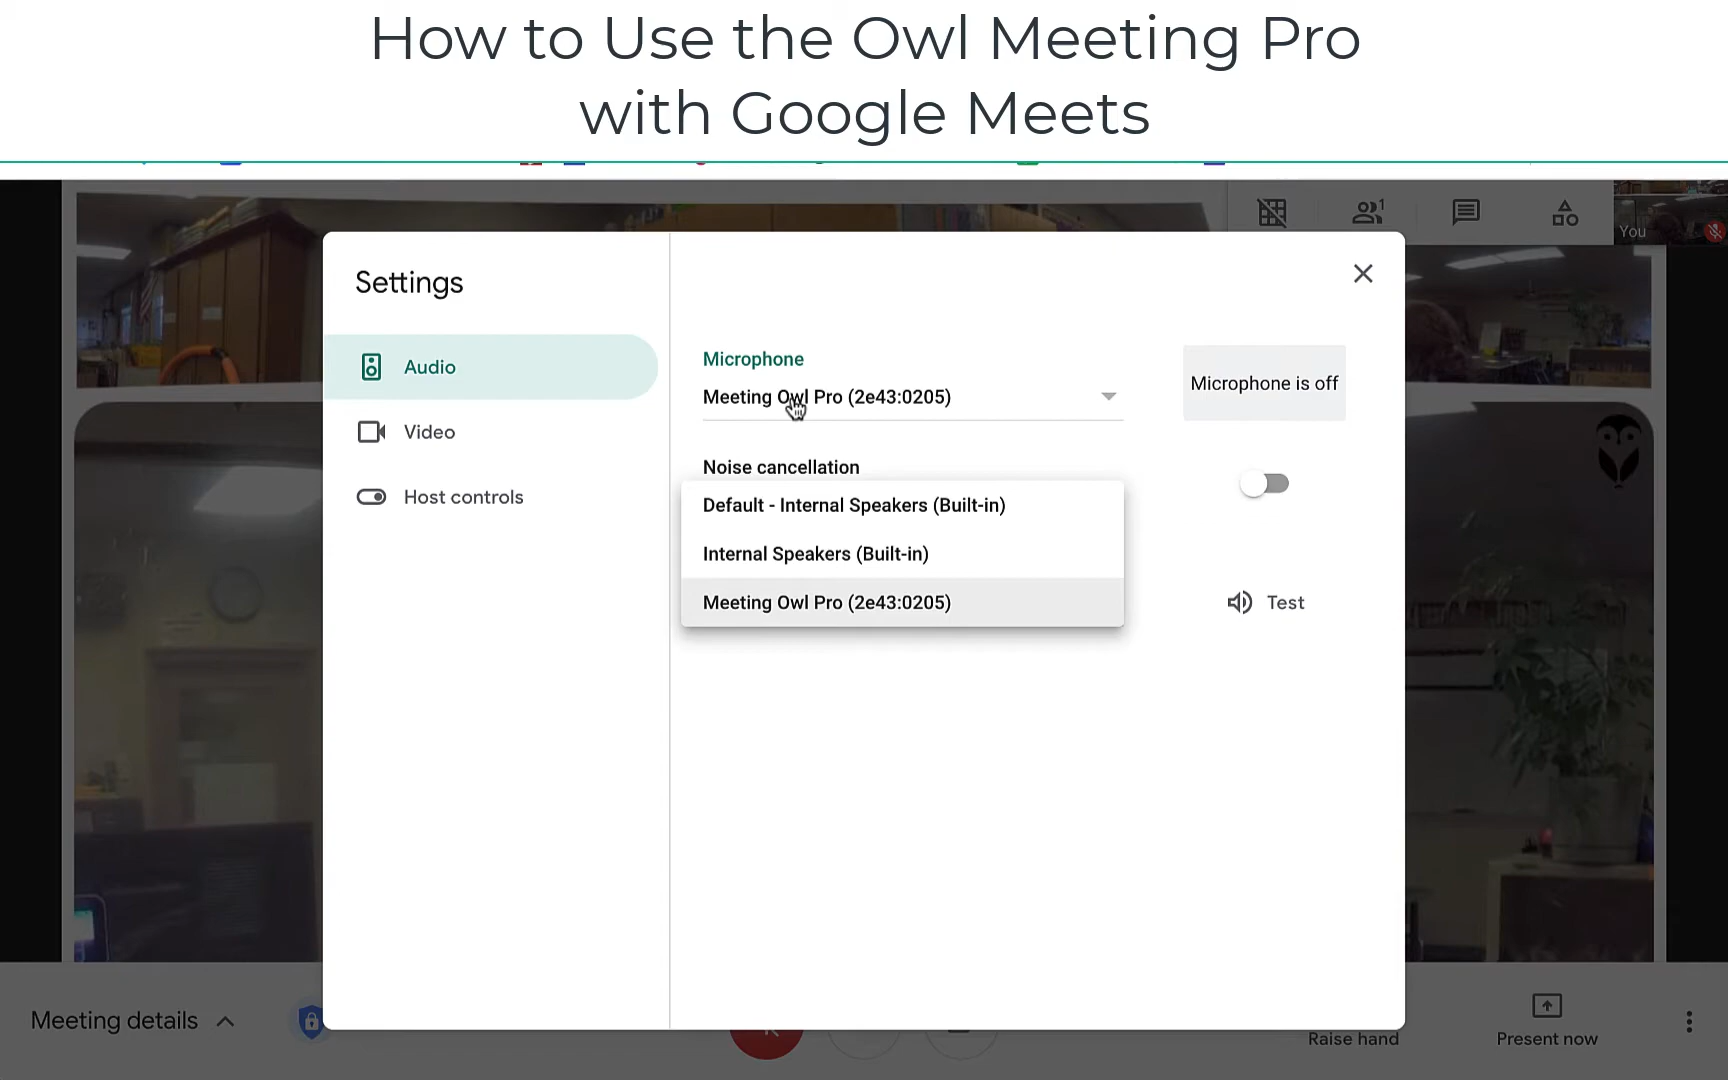 How to Use the Owl Meeting Pro
with Google Meets
1
You
Settings
Audio
Video
Host controls
Microphone
Meeting Owl Pro (2e43:0205)
Microphone is off
Noise cancellation
Default - Internal Speakers (Built-in)
Internal Speakers (Built-in)
Meeting Owl Pro (2e43:0205)
Test
Meeting details
Raise hand
Present now